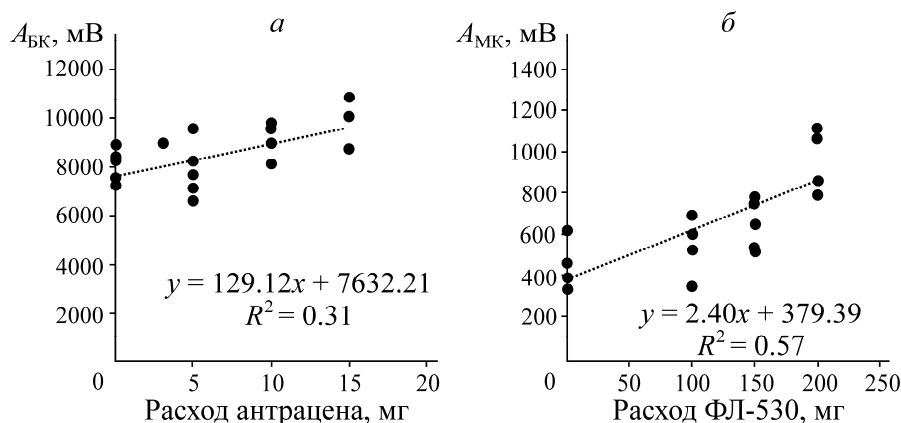 а
A_БК, мВ
12000
10000
8000
6000
4000
2000
0
5
10
15
20
y = 129.12x + 7632.21
R² = 0.31
Расход антрацена, мг
б
A_МК, мВ
1400
1200
1000
800
600
400
200
0
50
100
150
200
250
y = 2.40x + 379.39
R² = 0.57
Расход ФЛ-530, мг